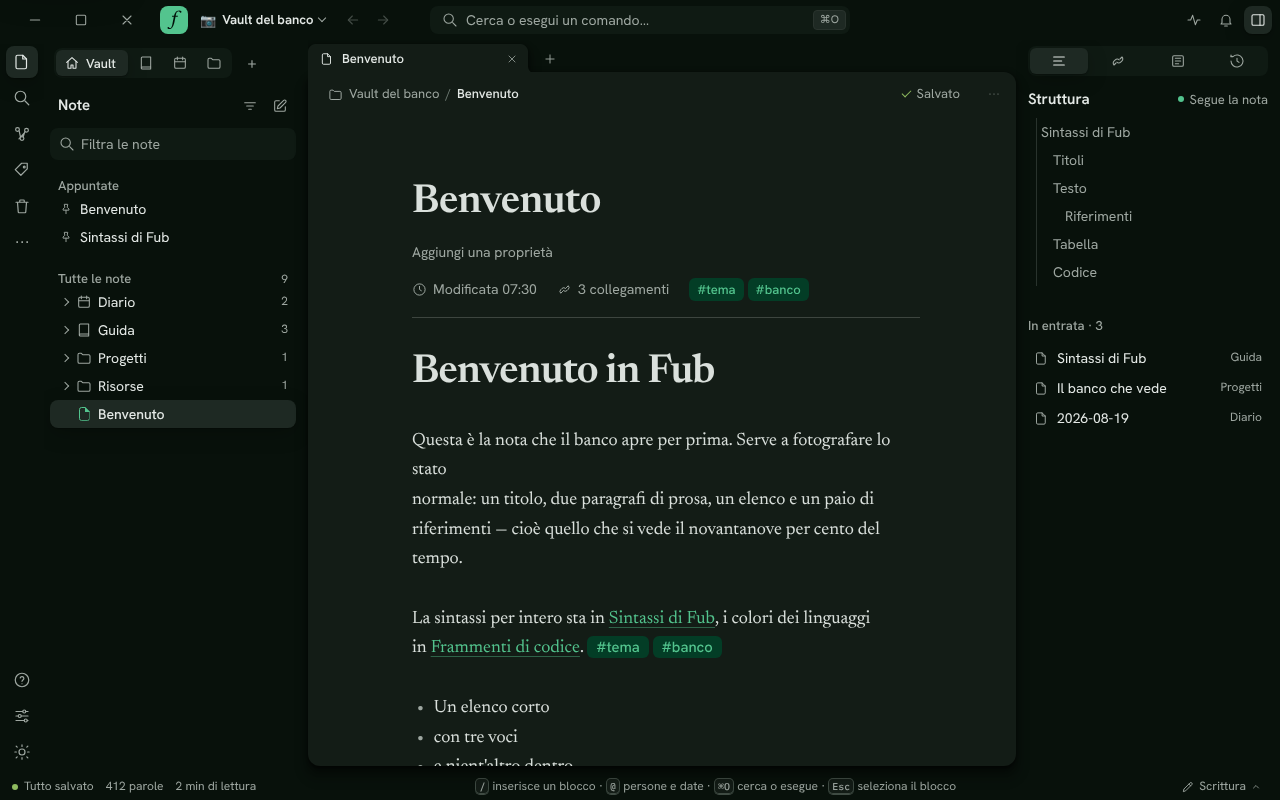 Vault del banco
Cerca o esegui un comando…
⌘O
Vault
Note
Filtra le note
Appuntate
Benvenuto
Sintassi di Fub
Tutte le note 9
Diario 2
Guida 3
Progetti 1
Risorse 1
Benvenuto
Benvenuto
Vault del banco / Benvenuto
Salvato
Benvenuto
Aggiungi una proprietà
Modificata 07:30 3 collegamenti #tema #banco
Benvenuto in Fub
Questa è la nota che il banco apre per prima. Serve a fotografare lo
stato
normale: un titolo, due paragrafi di prosa, un elenco e un paio di
riferimenti — cioè quello che si vede il novantanove per cento del
tempo.
La sintassi per intero sta in Sintassi di Fub, i colori dei linguaggi
in Frammenti di codice. #tema #banco
• Un elenco corto
• con tre voci
• e nient'altro dentro
Struttura
Segue la nota
Sintassi di Fub
Titoli
Testo
Riferimenti
Tabella
Codice
In entrata · 3
Sintassi di Fub Guida
Il banco che vede Progetti
2026-08-19 Diario
Tutto salvato 412 parole 2 min di lettura
/ inserisce un blocco · @ persone e date · ⌘O cerca o esegue · Esc seleziona il blocco
Scrittura